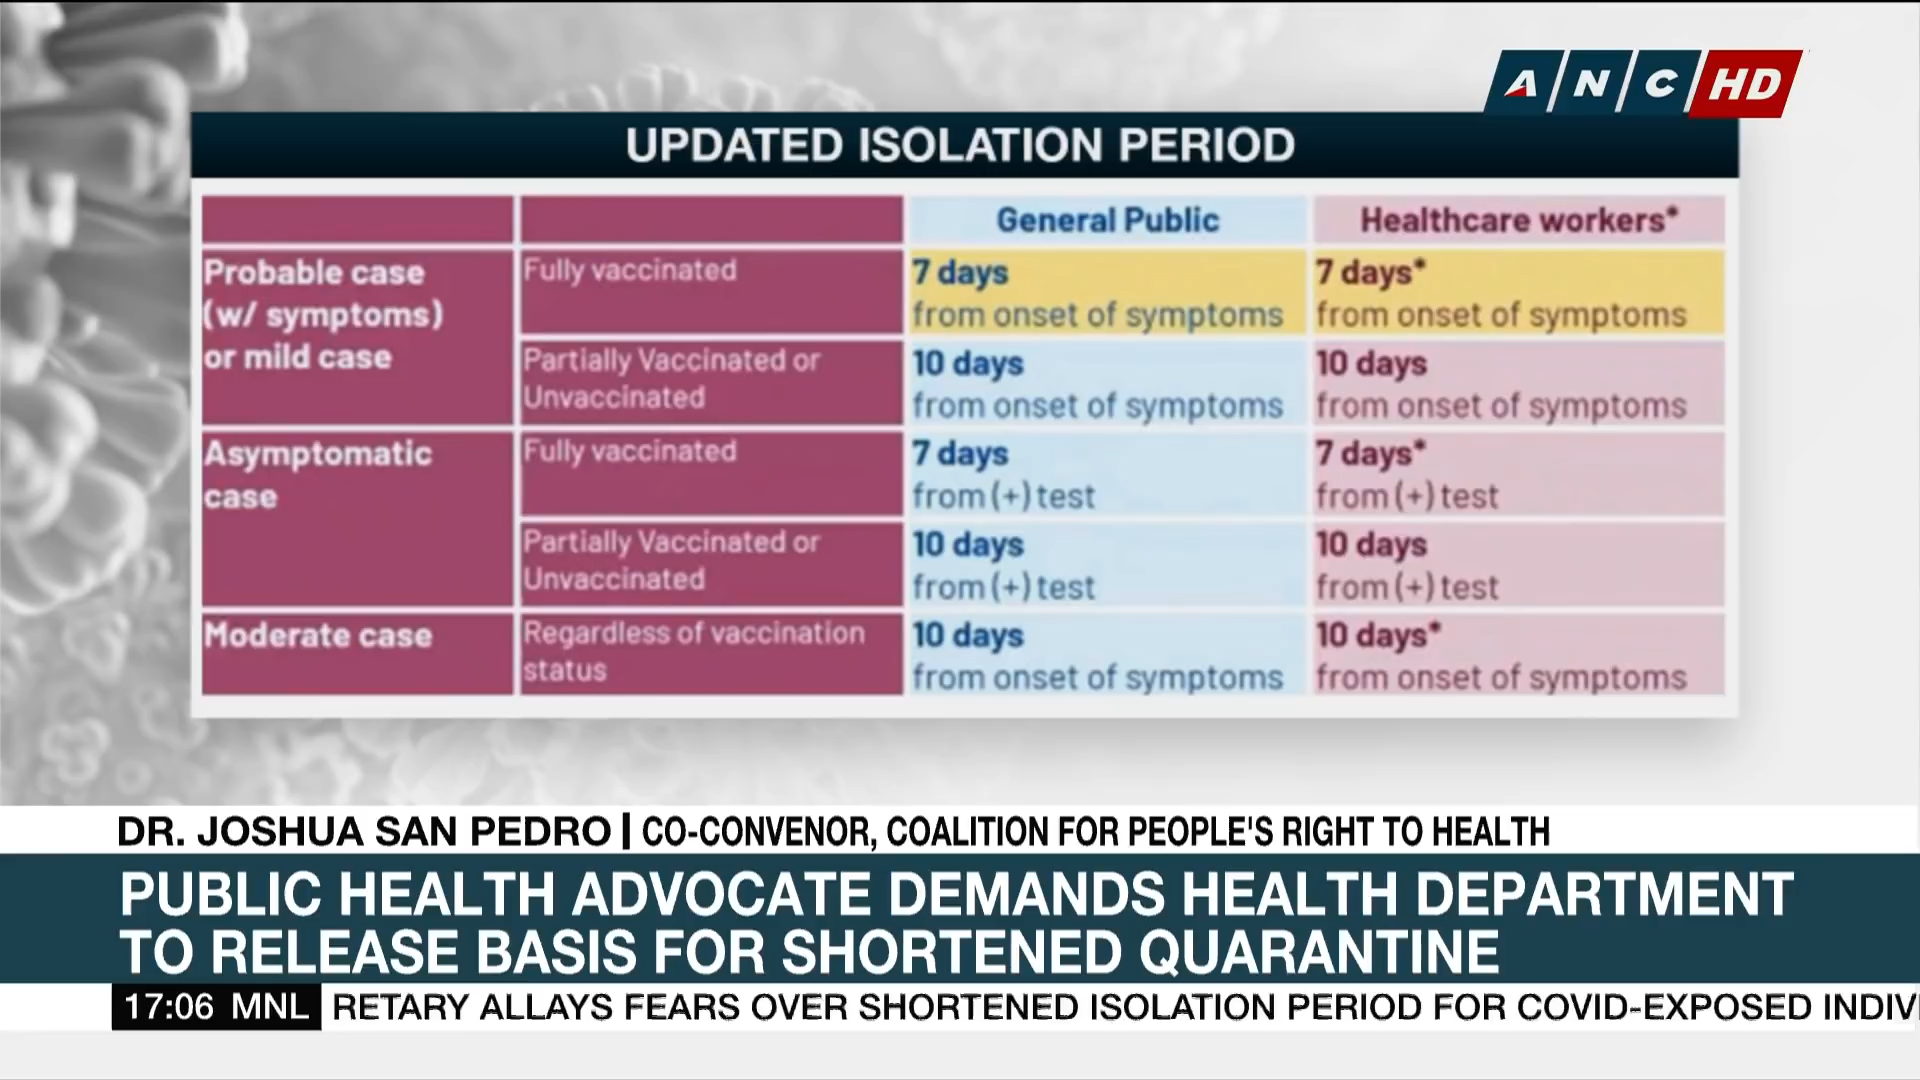 ANC HD
UPDATED ISOLATION PERIOD
General Public
Healthcare workers*
Probable case
(w/ symptoms)
or mild case
Fully vaccinated
7 days
from onset of symptoms
7 days*
from onset of symptoms
Partially Vaccinated or
Unvaccinated
10 days
from onset of symptoms
10 days
from onset of symptoms
Asymptomatic
case
Fully vaccinated
7 days
from (+) test
7 days*
from (+) test
Partially Vaccinated or
Unvaccinated
10 days
from (+) test
10 days
from (+) test
Moderate case
Regardless of vaccination
status
10 days
from onset of symptoms
10 days*
from onset of symptoms
DR. JOSHUA SAN PEDRO | CO-CONVENOR, COALITION FOR PEOPLE'S RIGHT TO HEALTH
PUBLIC HEALTH ADVOCATE DEMANDS HEALTH DEPARTMENT
TO RELEASE BASIS FOR SHORTENED QUARANTINE
17:06 MNL RETARY ALLAYS FEARS OVER SHORTENED ISOLATION PERIOD FOR COVID-EXPOSED INDIV